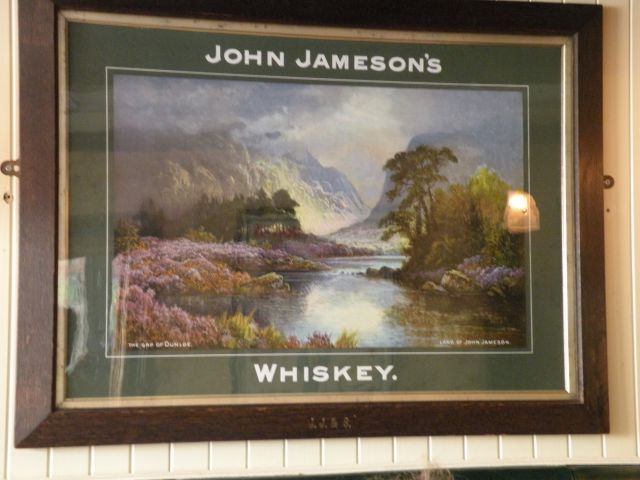 JOHN JAMESON'S
THE GAP OF DUNLOE.
LAND OF JOHN JAMESON.
WHISKEY.
J.J.& S.